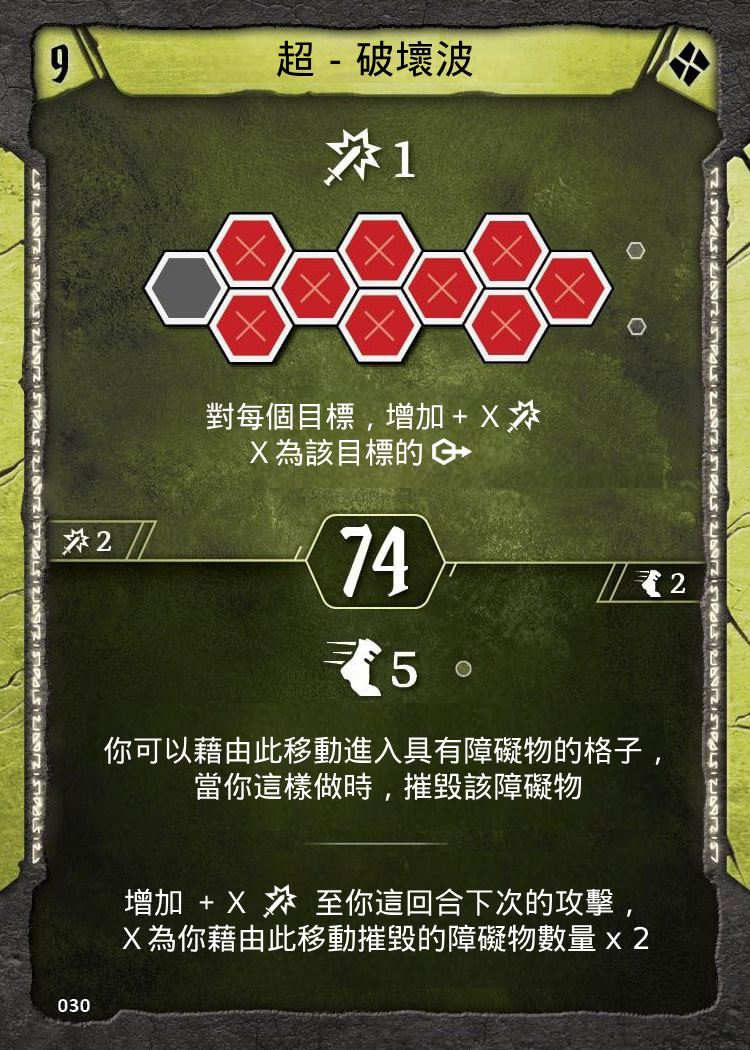 9
超 - 破壞波
1
對每個目標，增加 + X
X 為該目標的
2
74
2
5
你可以藉由此移動進入具有障礙物的格子，
當你這樣做時，摧毀該障礙物
增加 + X 至你這回合下次的攻擊，
X 為你藉由此移動摧毀的障礙物數量 x 2
030